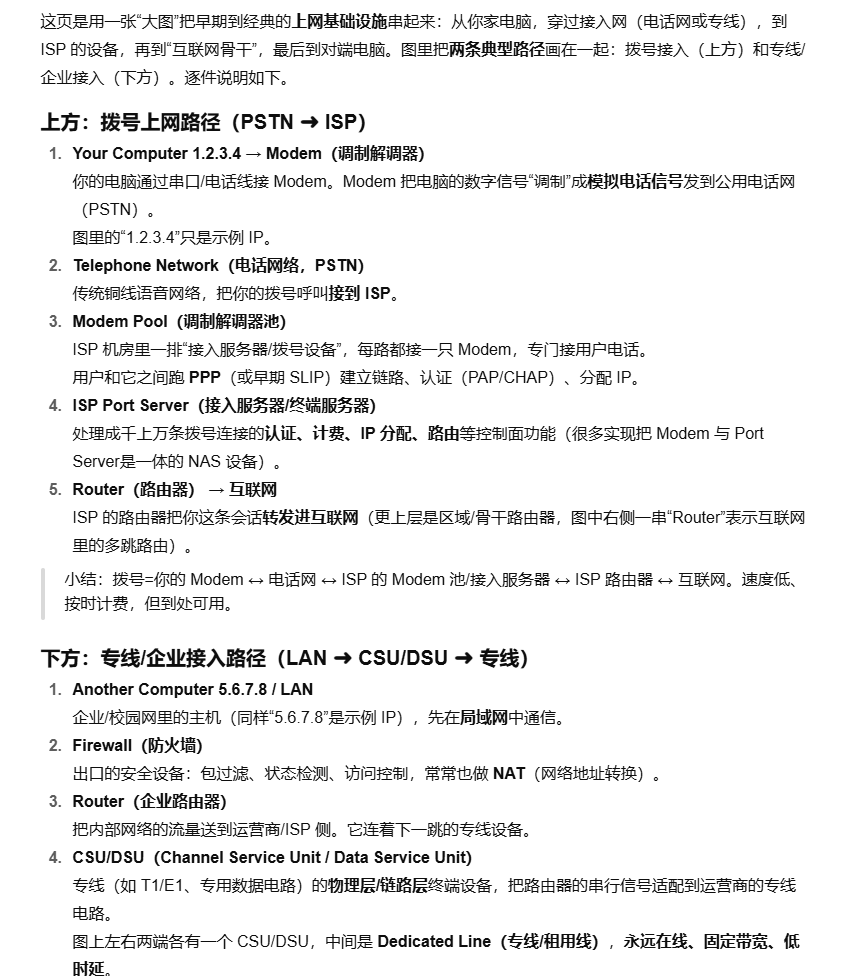 这页是用一张“大图”把早期到经典的上网基础设施串起来：从你家电脑，穿过接入网（电话网或专线），到
ISP 的设备，再到“互联网骨干”，最后到对端电脑。图里把两条典型路径画在一起：拨号接入（上方）和专线/
企业接入（下方）。逐件说明如下。
上方：拨号上网路径（PSTN → ISP）
1. Your Computer 1.2.3.4 → Modem（调制解调器）
你的电脑通过串口/电话线接 Modem。Modem 把电脑的数字信号“调制”成模拟电话信号发到公用电话网
（PSTN）。
图里的“1.2.3.4”只是示例 IP。
2. Telephone Network（电话网络，PSTN）
传统铜线语音网络，把你的拨号呼叫接到 ISP。
3. Modem Pool（调制解调器池）
ISP 机房里一排“接入服务器/拨号设备”，每路都接一只 Modem，专门接用户电话。
用户和它之间跑 PPP（或早期 SLIP）建立链路、认证（PAP/CHAP）、分配 IP。
4. ISP Port Server（接入服务器/终端服务器）
处理成千上万条拨号连接的认证、计费、IP 分配、路由等控制面功能（很多实现把 Modem 与 Port
Server是一体的 NAS 设备）。
5. Router（路由器） → 互联网
ISP 的路由器把你这条会话转发进互联网（更上层是区域/骨干路由器，图中右侧一串“Router”表示互联网
里的多跳路由）。
小结：拨号=你的 Modem ↔ 电话网 ↔ ISP 的 Modem 池/接入服务器 ↔ ISP 路由器 ↔ 互联网。速度低、
按时计费，但到处可用。
下方：专线/企业接入路径（LAN → CSU/DSU → 专线）
1. Another Computer 5.6.7.8 / LAN
企业/校园网里的主机（同样“5.6.7.8”是示例 IP），先在局域网中通信。
2. Firewall（防火墙）
出口的安全设备：包过滤、状态检测、访问控制，常常也做 NAT（网络地址转换）。
3. Router（企业路由器）
把内部网络的流量送到运营商/ISP 侧。它连着下一跳的专线设备。
4. CSU/DSU（Channel Service Unit / Data Service Unit）
专线（如 T1/E1、专用数据电路）的物理层/链路层终端设备，把路由器的串行信号适配到运营商的专线
电路。
图上左右两端各有一个 CSU/DSU，中间是 Dedicated Line（专线/租用线），永远在线、固定带宽、低
时延。